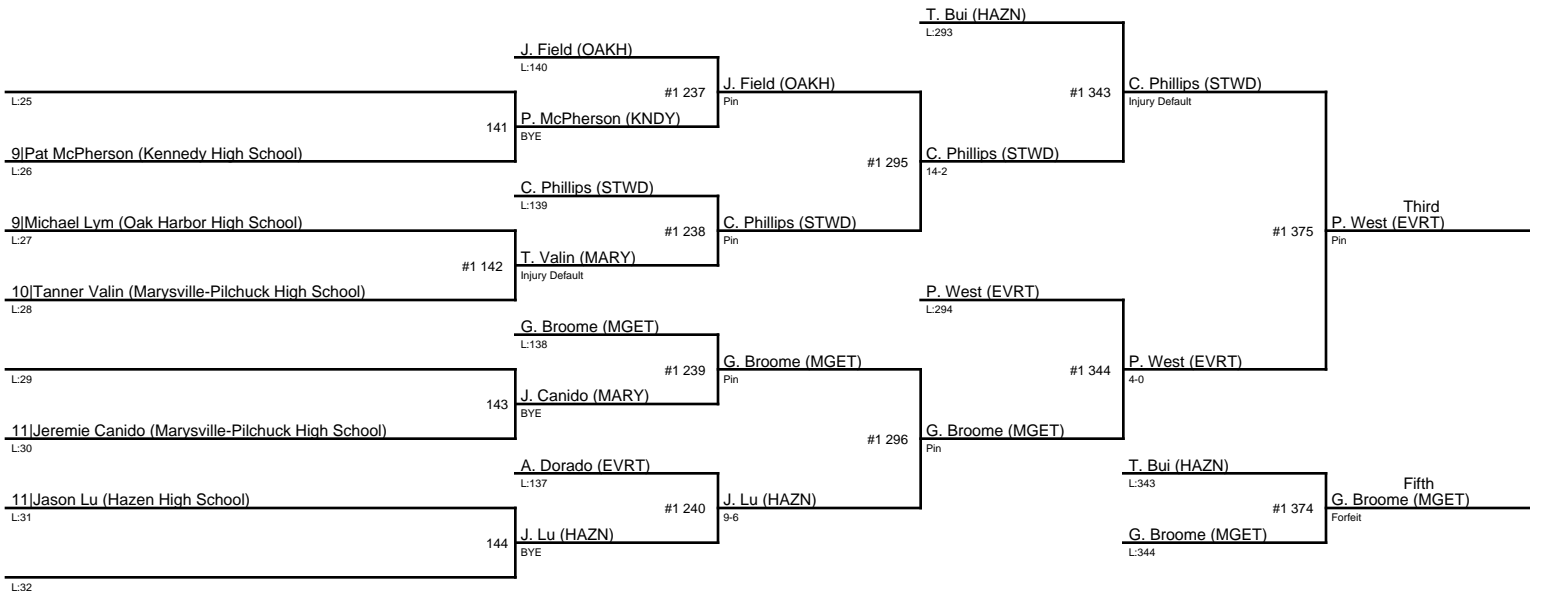 T. Bui (HAZN)
L:293
J. Field (OAKH)
L:140
#1 237
J. Field (OAKH)
Pin
#1 343
C. Phillips (STWD)
Injury Default
L:25
141
P. McPherson (KNDY)
BYE
9|Pat McPherson (Kennedy High School)
L:26
#1 295
C. Phillips (STWD)
14-2
C. Phillips (STWD)
L:139
9|Michael Lym (Oak Harbor High School)
L:27
#1 238
C. Phillips (STWD)
Pin
#1 375
Third
P. West (EVRT)
Pin
#1 142
T. Valin (MARY)
Injury Default
10|Tanner Valin (Marysville-Pilchuck High School)
L:28
P. West (EVRT)
L:294
G. Broome (MGET)
L:138
L:29
#1 239
G. Broome (MGET)
Pin
#1 344
P. West (EVRT)
4-0
143
J. Canido (MARY)
BYE
11|Jeremie Canido (Marysville-Pilchuck High School)
L:30
#1 296
G. Broome (MGET)
Pin
A. Dorado (EVRT)
L:137
T. Bui (HAZN)
L:343
11|Jason Lu (Hazen High School)
L:31
#1 240
J. Lu (HAZN)
9-6
#1 374
Fifth
G. Broome (MGET)
Forfeit
144
J. Lu (HAZN)
BYE
G. Broome (MGET)
L:344
L:32